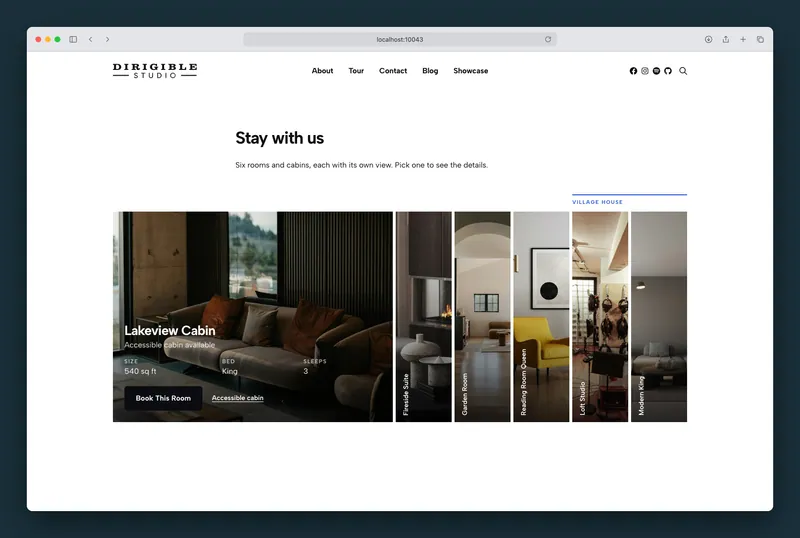 localhost:10043
DIRIGIBLE
STUDIO
About Tour Contact Blog Showcase
Stay with us
Six rooms and cabins, each with its own view. Pick one to see the details.
VILLAGE HOUSE
Lakeview Cabin
Accessible cabin available
SIZE BED SLEEPS
540 sq ft King 3
Book This Room Accessible cabin
Fireside Suite
Garden Room
Reading Room Queen
Loft Studio
Modern King